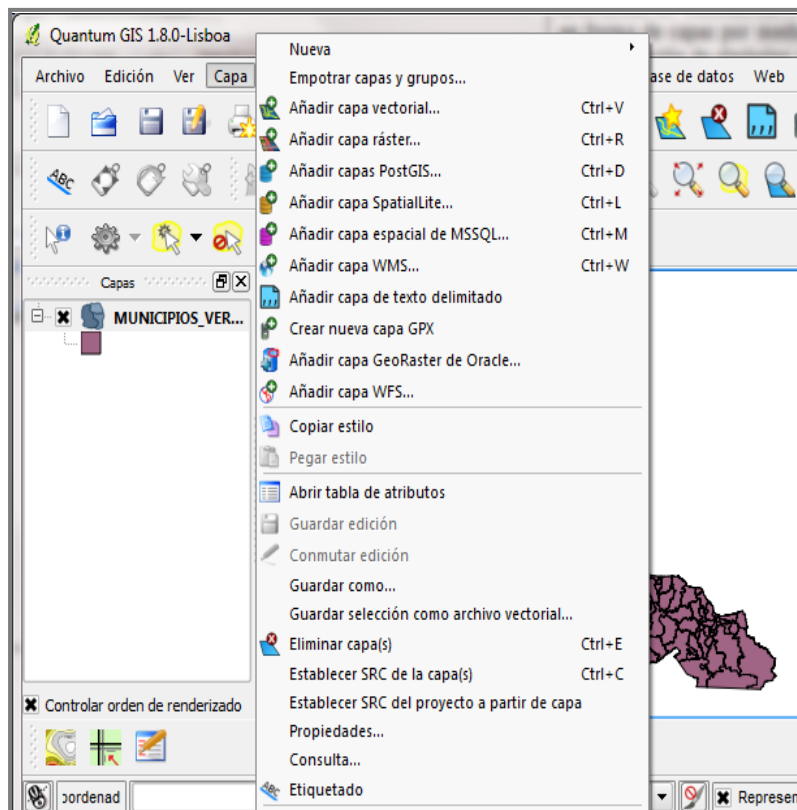 Quantum GIS 1.8.0-Lisboa
Archivo Edición Ver Capa ase de datos Web
Nueva
Empotrar capas y grupos...
Añadir capa vectorial... Ctrl+V
Añadir capa ráster... Ctrl+R
Añadir capas PostGIS... Ctrl+D
Añadir capa SpatialLite... Ctrl+L
Añadir capa espacial de MSSQL... Ctrl+M
Añadir capa WMS... Ctrl+W
Añadir capa de texto delimitado
Crear nueva capa GPX
Añadir capa GeoRaster de Oracle...
Añadir capa WFS...
Copiar estilo
Pegar estilo
Abrir tabla de atributos
Guardar edición
Conmutar edición
Guardar como...
Guardar selección como archivo vectorial...
Eliminar capa(s) Ctrl+E
Establecer SRC de la capa(s) Ctrl+C
Establecer SRC del proyecto a partir de capa
Propiedades...
Consulta...
Etiquetado
ABC
Capas
MUNICIPIOS_VER...
Controlar orden de renderizado
oordenad
Represen